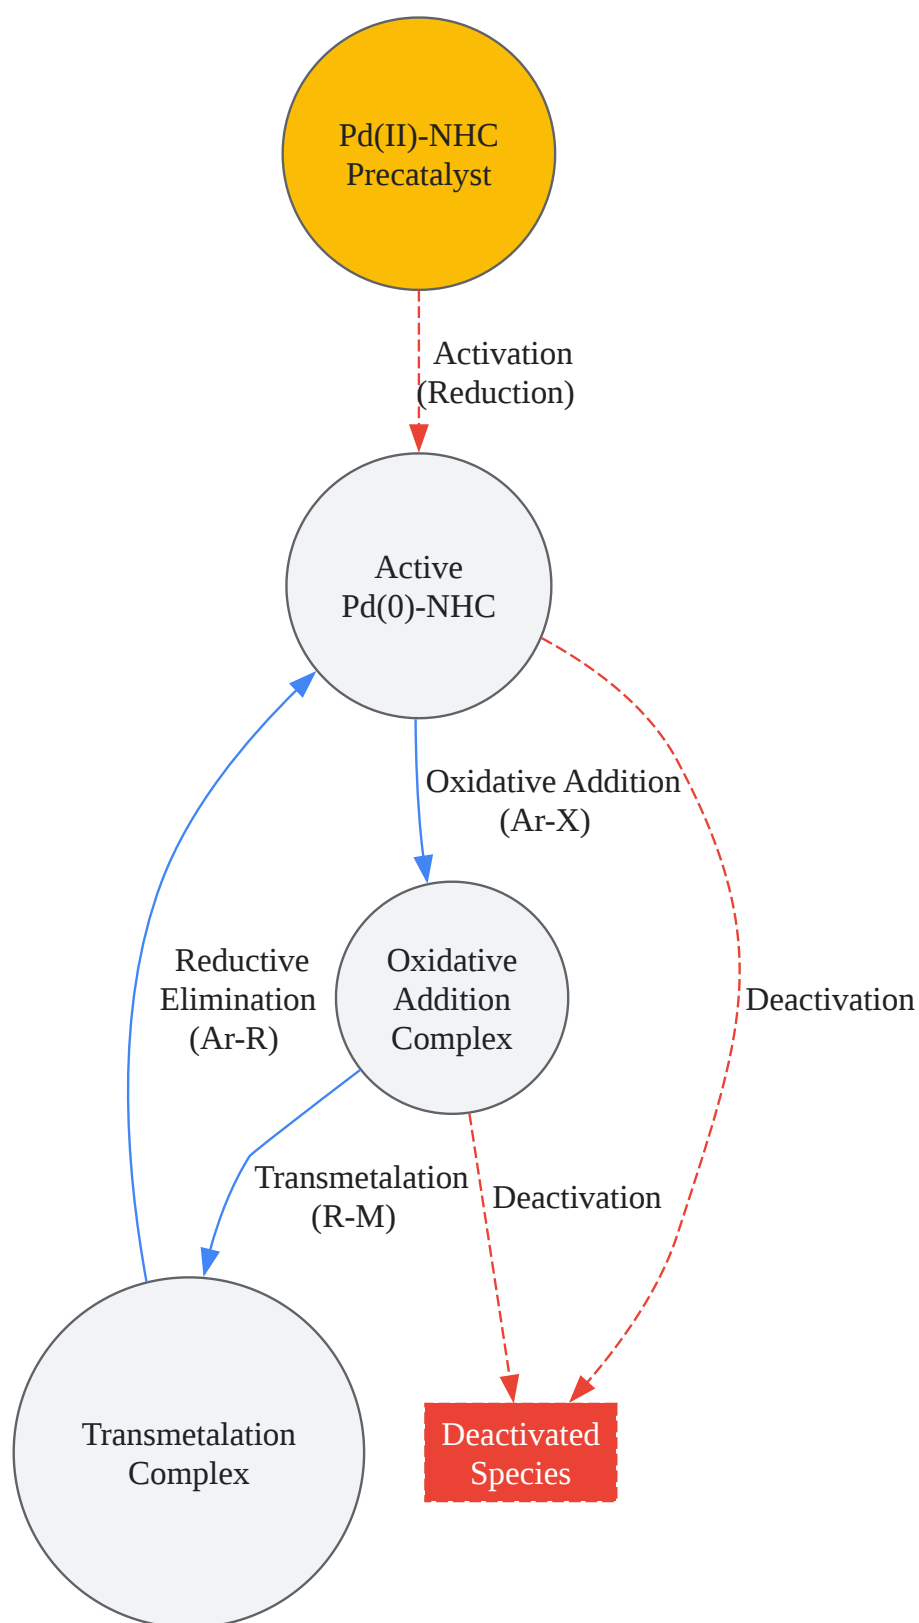 Pd(II)-NHC
Precatalyst
Activation
(Reduction)
Active
Pd(0)-NHC
Oxidative Addition
(Ar-X)
Reductive
Elimination
(Ar-R)
Oxidative
Addition
Complex
Deactivation
Transmetalation
(R-M)
Deactivation
Transmetalation
Complex
Deactivated
Species